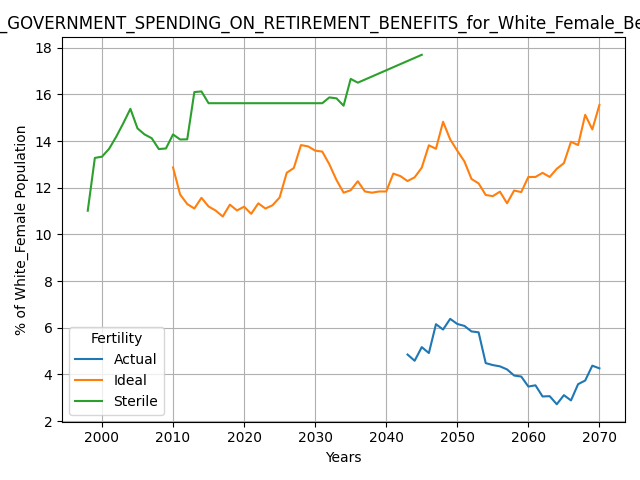 _GOVERNMENT_SPENDING_ON_RETIREMENT_BENEFITS_for_White_Female_Be
% of White_Female Population
18
16
14
12
10
8
6
4
2
Fertility
Actual
Ideal
Sterile
2000 2010 2020 2030 2040 2050 2060 2070
Years